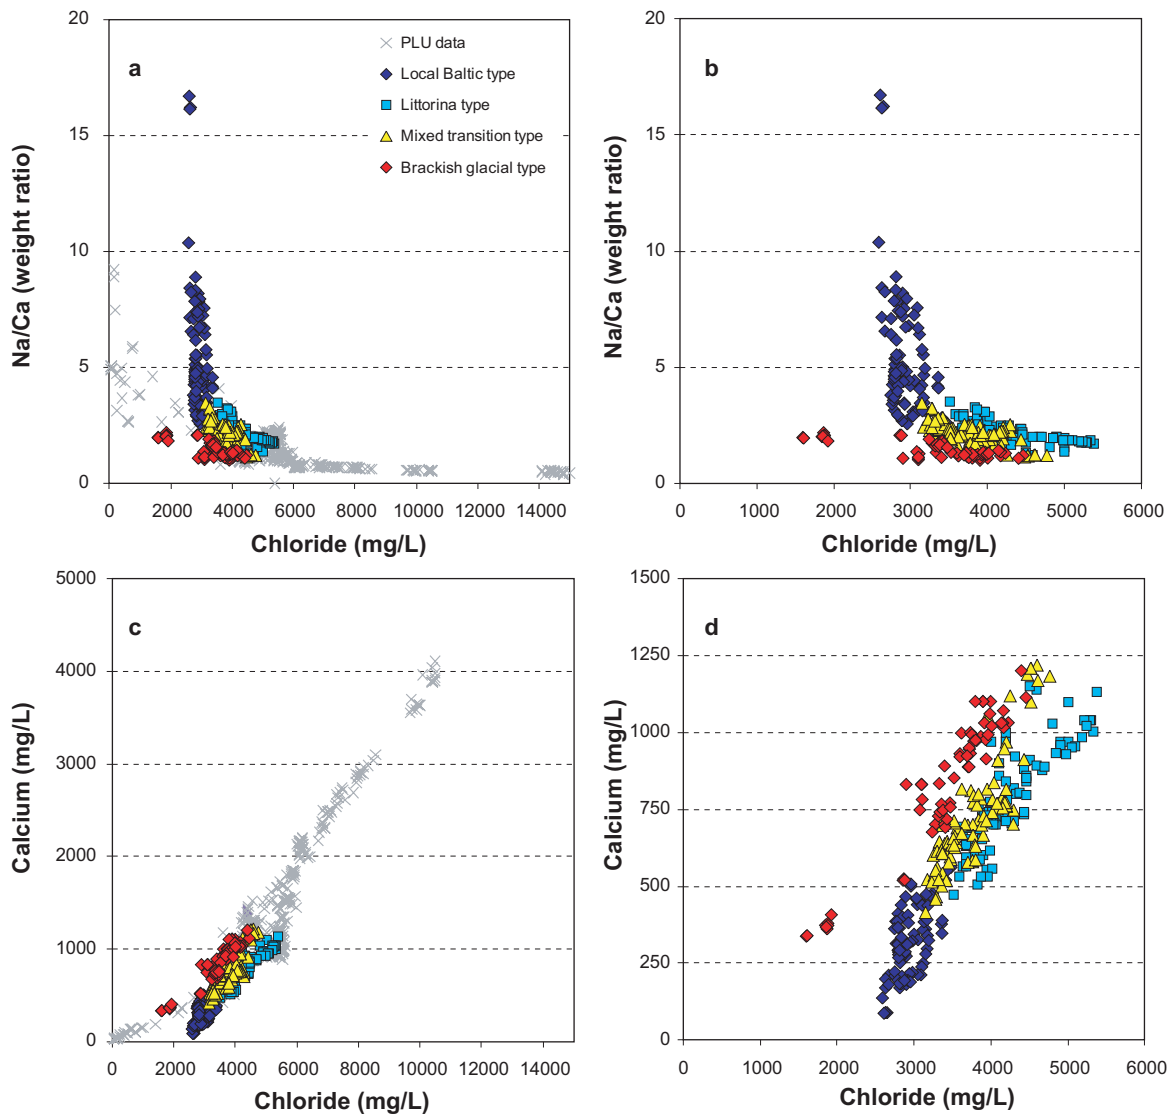 a
PLU data
Local Baltic type
Littorina type
Mixed transition type
Brackish glacial type
20
15
10
5
0
Na/Ca (weight ratio)
0 2000 4000 6000 8000 10000 12000 14000
Chloride (mg/L)
b
20
15
10
5
0
Na/Ca (weight ratio)
0 1000 2000 3000 4000 5000 6000
Chloride (mg/L)
c
5000
4000
3000
2000
1000
0
Calcium (mg/L)
0 2000 4000 6000 8000 10000 12000 14000
Chloride (mg/L)
d
1500
1250
1000
750
500
250
0
Calcium (mg/L)
0 1000 2000 3000 4000 5000 6000
Chloride (mg/L)